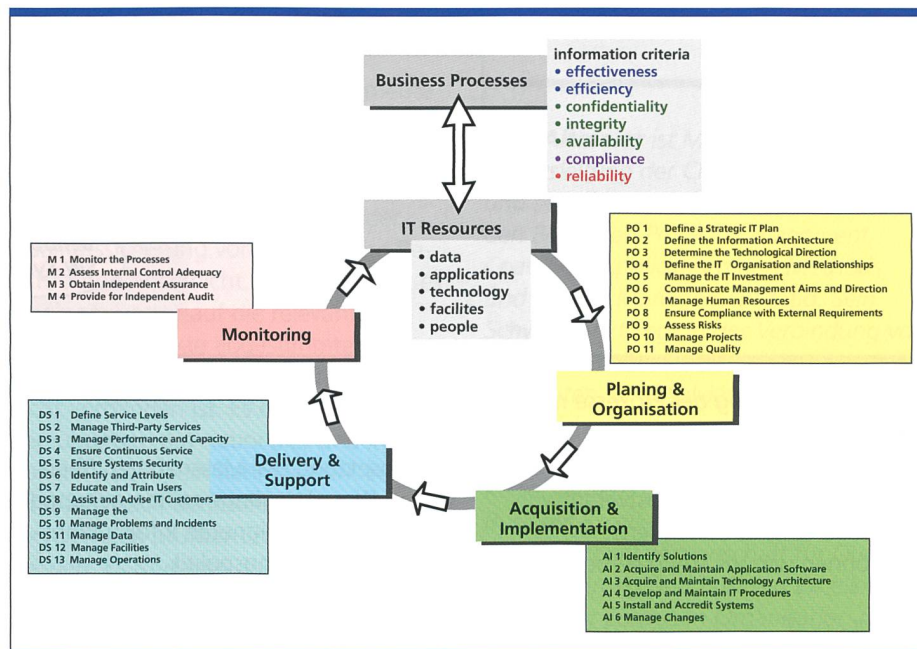 Business Processes
information criteria
• effectiveness
• efficiency
• confidentiality
• integrity
• availability
• compliance
• reliability
IT Resources
• data
• applications
• technology
• facilites
• people
M 1 Monitor the Processes
M 2 Assess Internal Control Adequacy
M 3 Obtain Independent Assurance
M 4 Provide for Independent Audit
Monitoring
PO 1 Define a Strategic IT Plan
PO 2 Define the Information Architecture
PO 3 Determine the Technological Direction
PO 4 Define the IT Organisation and Relationships
PO 5 Manage the IT Investment
PO 6 Communicate Management Aims and Direction
PO 7 Manage Human Resources
PO 8 Ensure Compliance with External Requirements
PO 9 Assess Risks
PO 10 Manage Projects
PO 11 Manage Quality
Planing &
Organisation
DS 1 Define Service Levels
DS 2 Manage Third-Party Services
DS 3 Manage Performance and Capacity
DS 4 Ensure Continuous Service
DS 5 Ensure Systems Security
DS 6 Identify and Attribute
DS 7 Educate and Train Users
DS 8 Assist and Advise IT Customers
DS 9 Manage the
DS 10 Manage Problems and Incidents
DS 11 Manage Data
DS 12 Manage Facilities
DS 13 Manage Operations
Delivery &
Support
Acquisition &
Implementation
AI 1 Identify Solutions
AI 2 Acquire and Maintain Application Software
AI 3 Acquire and Maintain Technology Architecture
AI 4 Develop and Maintain IT Procedures
AI 5 Install and Accredit Systems
AI 6 Manage Changes